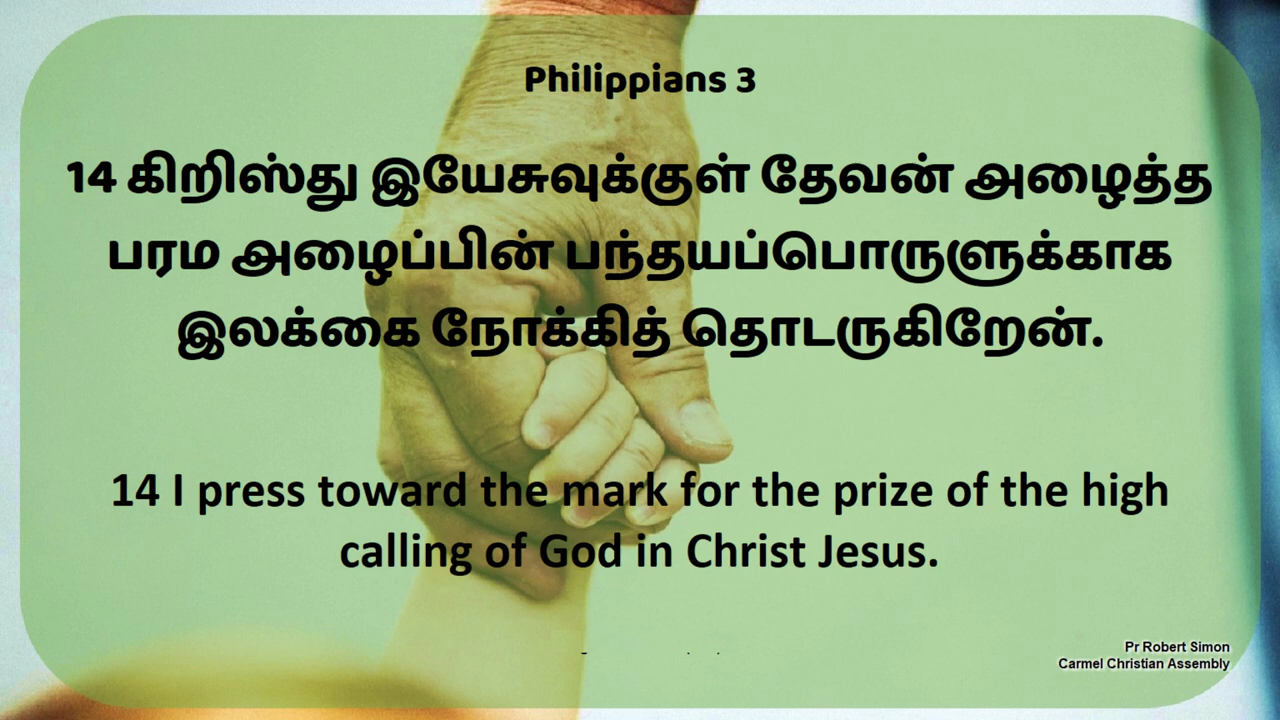 Philippians 3
14 கிறிஸ்து இயேசுவுக்குள் தேவன் அழைத்த
பரம அழைப்பின் பந்தயப்பொருளுக்காக
இலக்கை நோக்கித் தொடருகிறேன்.
14 I press toward the mark for the prize of the high
calling of God in Christ Jesus.
Pr Robert Simon
Carmel Christian Assembly